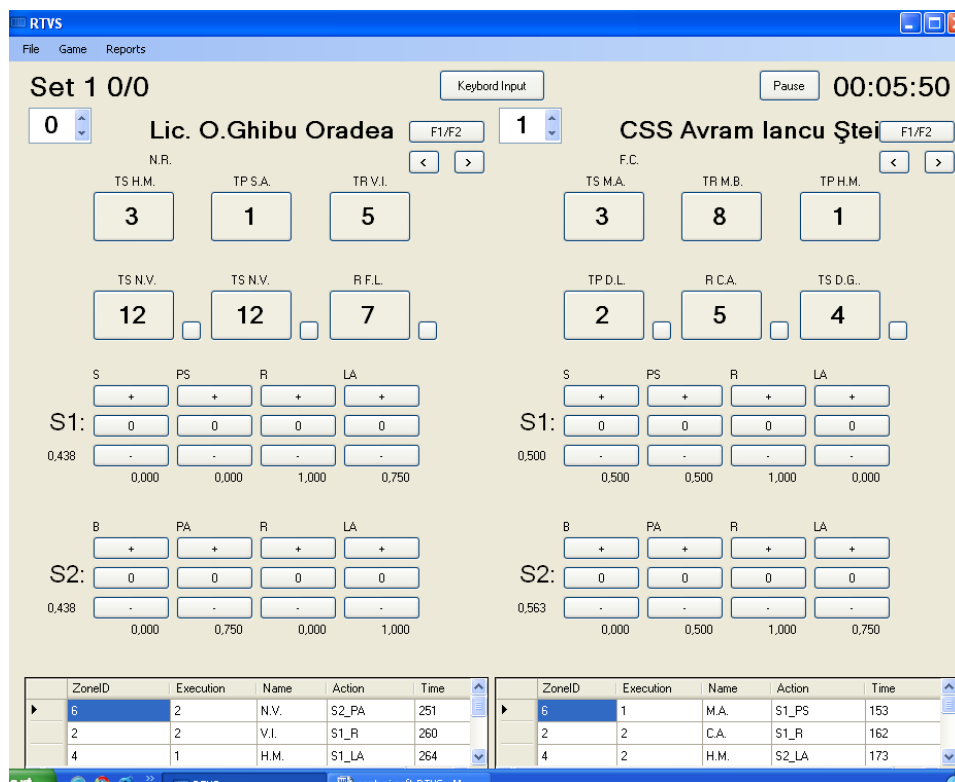 RTVS
File Game Reports
Set 1 0/0 Keybord Input Pause 00:05:50
0 Lic. O.Ghibu Oradea F1/F2 1 CSS Avram Iancu Ştei F1/F2
N.R. < > F.C. < >
TS H.M. TP S.A. TR V.I. TS M.A. TR M.B. TP H.M.
3 1 5 3 8 1
TS N.V. TS N.V. R F.L. TP D.L. R C.A. TS D.G..
12 12 7 2 5 4
S PS R LA S PS R LA
+ + + + + + + +
S1: 0 0 0 0 S1: 0 0 0 0
0,438 - - - - 0,500 - - - -
0,000 0,000 1,000 0,750 0,500 0,500 1,000 0,000
B PA R LA B PA R LA
+ + + + + + + +
S2: 0 0 0 0 S2: 0 0 0 0
0,438 - - - - 0,563 - - - -
0,000 0,750 0,000 1,000 0,000 0,500 1,000 0,750
ZoneID Execution Name Action Time ZoneID Execution Name Action Time
6 2 N.V. S2_PA 251 6 1 M.A. S1_PS 153
2 2 V.I. S1_R 260 2 2 C.A. S1_R 162
4 1 H.M. S1_LA 264 4 2 H.M. S2_LA 173